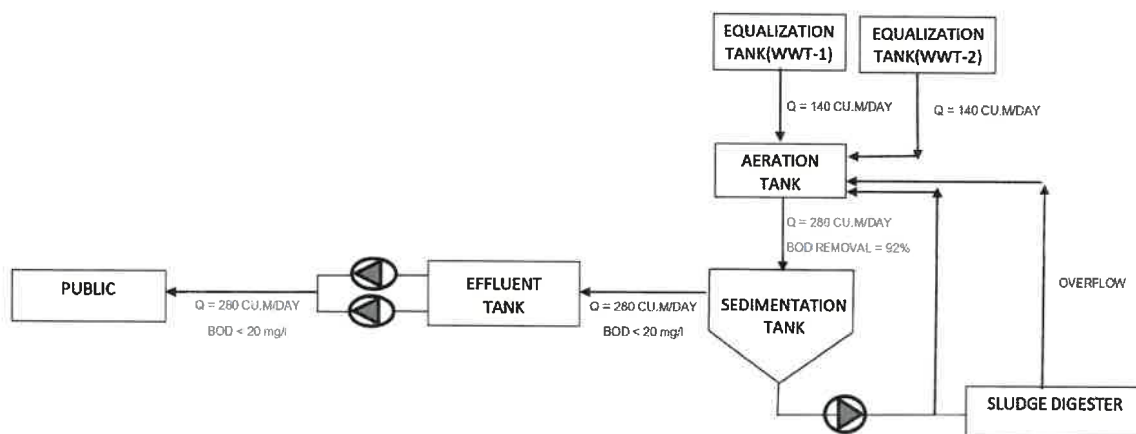 EQUALIZATION
TANK(WWT-1)
EQUALIZATION
TANK(WWT-2)
Q = 140 CU.M/DAY
Q = 140 CU.M/DAY
AERATION
TANK
Q = 280 CU.M/DAY
BOD REMOVAL = 92%
PUBLIC
Q = 280 CU.M/DAY
BOD < 20 mg/l
EFFLUENT
TANK
Q = 280 CU.M/DAY
BOD < 20 mg/l
SEDIMENTATION
TANK
OVERFLOW
SLUDGE DIGESTER